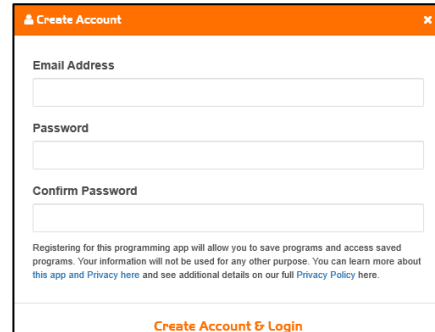 Create Account ×
Email Address
Password
Confirm Password
Registering for this programming app will allow you to save programs and access saved
programs. Your information will not be used for any other purpose. You can learn more about
this app and Privacy here and see additional details on our full Privacy Policy here.
Create Account & Login